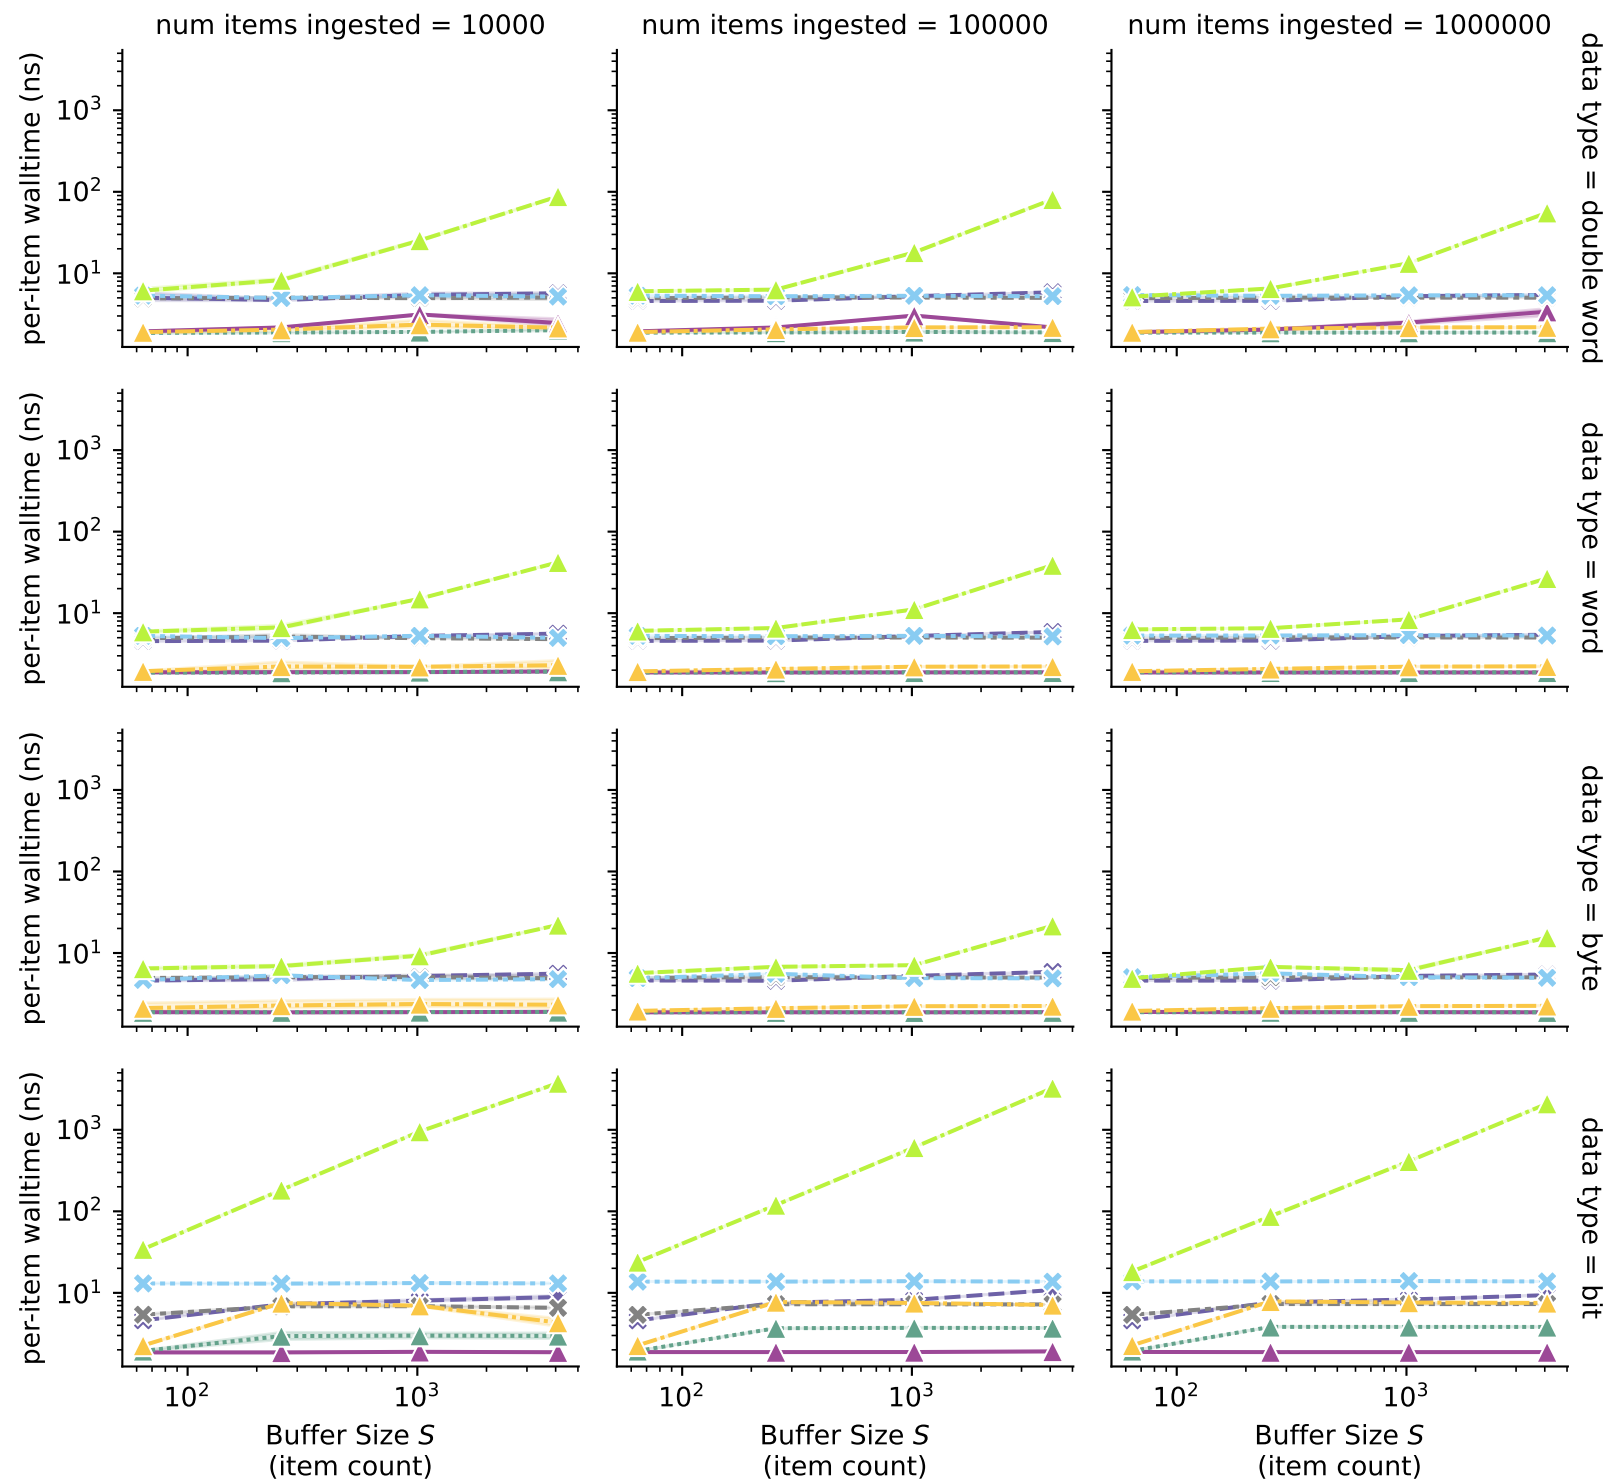 num items ingested = 10000
num items ingested = 100000
num items ingested = 1000000
per-item walltime (ns)
10³
10²
10¹
data type = double word
per-item walltime (ns)
10³
10²
10¹
data type = word
per-item walltime (ns)
10³
10²
10¹
data type = byte
per-item walltime (ns)
10³
10²
10¹
data type = bit
10² 10³
10² 10³
10² 10³
Buffer Size S
(item count)
Buffer Size S
(item count)
Buffer Size S
(item count)